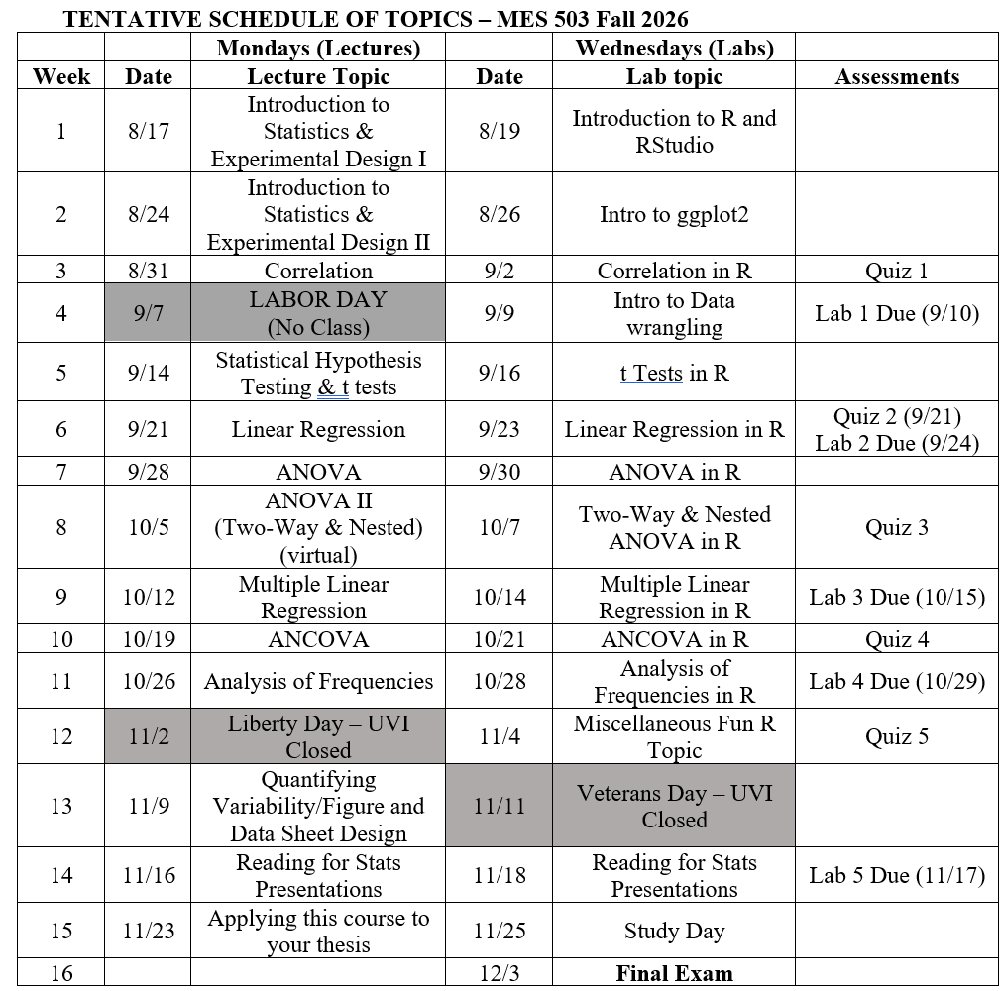 TENTATIVE SCHEDULE OF TOPICS – MES 503 Fall 2026
Mondays (Lectures)
Wednesdays (Labs)
Week
Date
Lecture Topic
Date
Lab topic
Assessments
1
8/17
Introduction to
Statistics &
Experimental Design I
8/19
Introduction to R and
RStudio
2
8/24
Introduction to
Statistics &
Experimental Design II
8/26
Intro to ggplot2
3
8/31
Correlation
9/2
Correlation in R
Quiz 1
4
9/7
LABOR DAY
(No Class)
9/9
Intro to Data
wrangling
Lab 1 Due (9/10)
5
9/14
Statistical Hypothesis
Testing & t tests
9/16
t Tests in R
6
9/21
Linear Regression
9/23
Linear Regression in R
Quiz 2 (9/21)
Lab 2 Due (9/24)
7
9/28
ANOVA
9/30
ANOVA in R
8
10/5
ANOVA II
(Two-Way & Nested)
(virtual)
10/7
Two-Way & Nested
ANOVA in R
Quiz 3
9
10/12
Multiple Linear
Regression
10/14
Multiple Linear
Regression in R
Lab 3 Due (10/15)
10
10/19
ANCOVA
10/21
ANCOVA in R
Quiz 4
11
10/26
Analysis of Frequencies
10/28
Analysis of
Frequencies in R
Lab 4 Due (10/29)
12
11/2
Liberty Day – UVI
Closed
11/4
Miscellaneous Fun R
Topic
Quiz 5
13
11/9
Quantifying
Variability/Figure and
Data Sheet Design
11/11
Veterans Day – UVI
Closed
14
11/16
Reading for Stats
Presentations
11/18
Reading for Stats
Presentations
Lab 5 Due (11/17)
15
11/23
Applying this course to
your thesis
11/25
Study Day
16
12/3
Final Exam